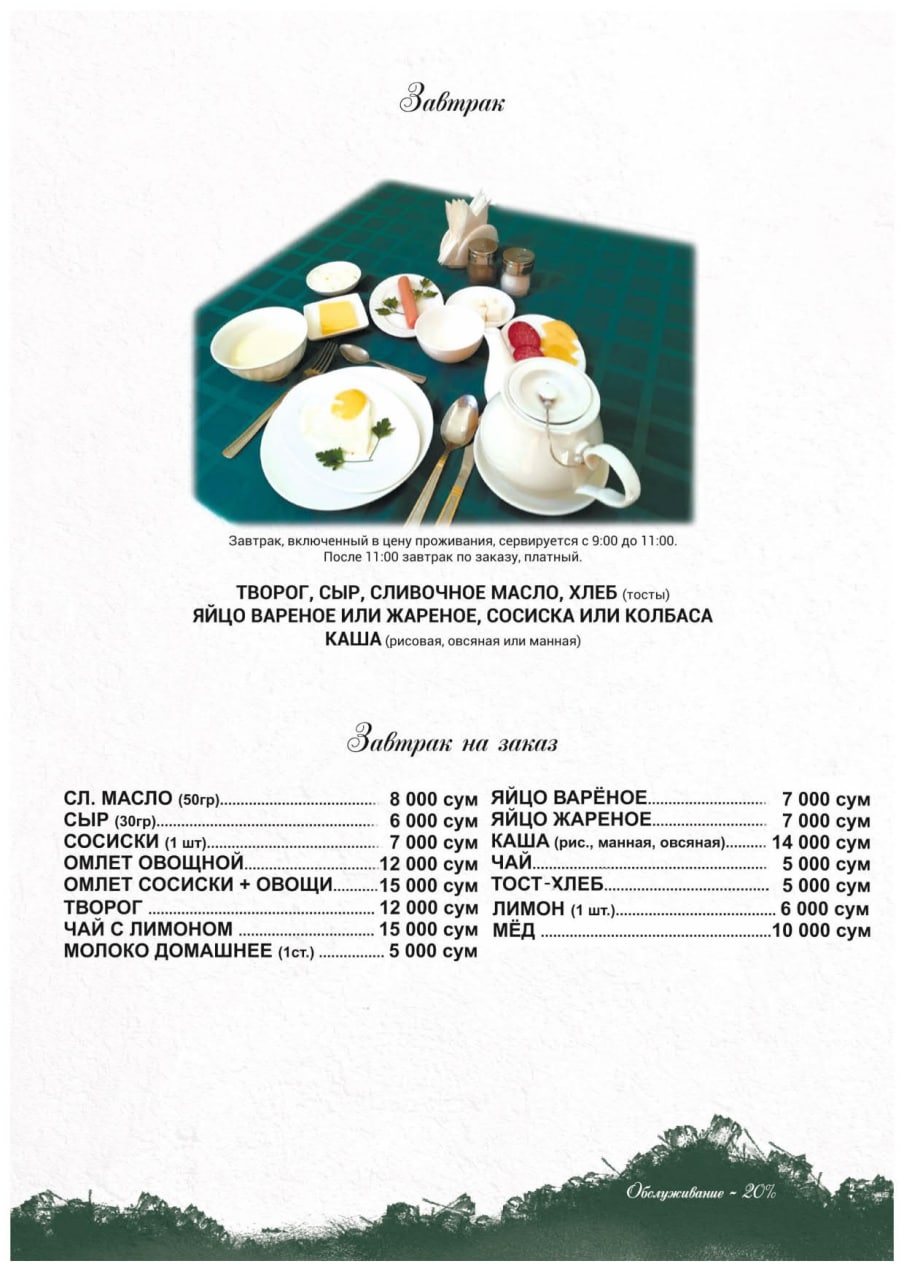 Завтрак
Завтрак, включенный в цену проживания, сервируется с 9:00 до 11:00.
После 11:00 завтрак по заказу, платный.
ТВОРОГ, СЫР, СЛИВОЧНОЕ МАСЛО, ХЛЕБ (тосты)
ЯЙЦО ВАРЕНОЕ ИЛИ ЖАРЕНОЕ, СОСИСКА ИЛИ КОЛБАСА
КАША (рисовая, овсяная или манная)
Завтрак на заказ
СЛ. МАСЛО (50гр).............................. 8 000 сум
СЫР (30гр).............................. 6 000 сум
СОСИСКИ (1 шт).............................. 7 000 сум
ОМЛЕТ ОВОЩНОЙ..............................12 000 сум
ОМЛЕТ СОСИСКИ + ОВОЩИ.........15 000 сум
ТВОРОГ .............................. 12 000 сум
ЧАЙ С ЛИМОНОМ .............................. 15 000 сум
МОЛОКО ДОМАШНЕЕ (1ст.) ................ 5 000 сум
ЯЙЦО ВАРЁНОЕ.............................. 7 000 сум
ЯЙЦО ЖАРЕНОЕ.............................. 7 000 сум
КАША (рис., манная, овсяная).......... 14 000 сум
ЧАЙ.............................. 5 000 сум
ТОСТ-ХЛЕБ.............................. 5 000 сум
ЛИМОН (1 шт.).............................. 6 000 сум
МЁД ..............................10 000 сум
Обслуживание - 20%